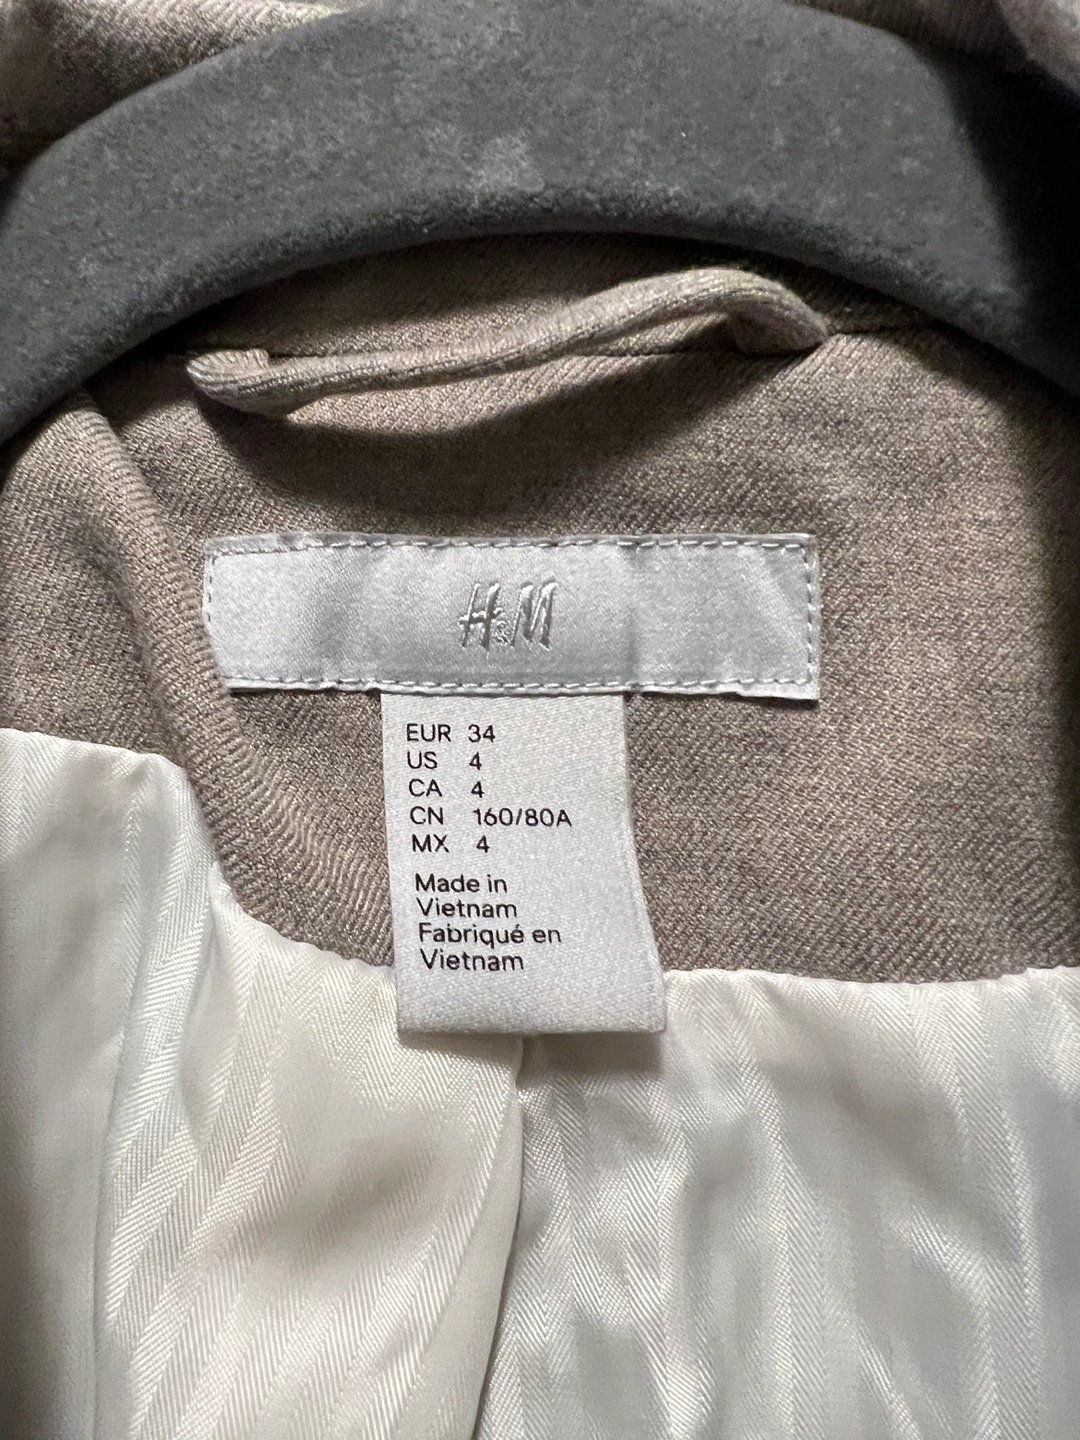 H&M
EUR 34
US 4
CA 4
CN 160/80A
MX 4
Made in
Vietnam
Fabriqué en
Vietnam